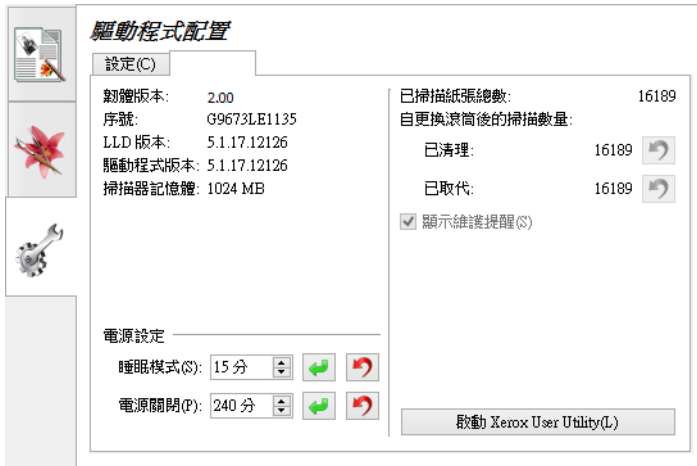 驅動程式配置
設定(C)
韌體版本: 2.00
序號: G9673LE1135
LLD 版本: 5.1.17.12126
驅動程式版本: 5.1.17.12126
掃描器記憶體: 1024 MB
電源設定
睡眠模式(S): 15 分
電源關閉(P): 240 分
已掃描紙張總數: 16189
自更換滾筒後的掃描數量:
已清理: 16189
已取代: 16189
顯示維護提醒(S)
啟動 Xerox User Utility(L)